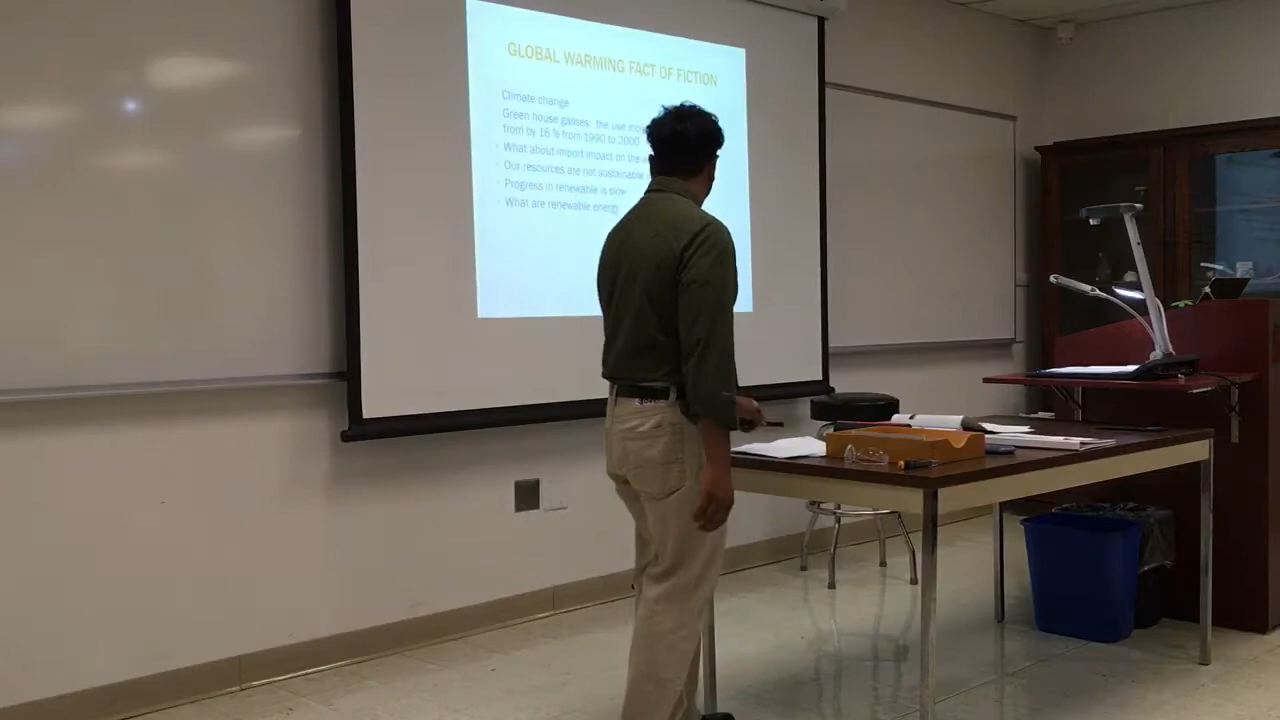 GLOBAL WARMING FACT OF FICTION
Climate change
Green house gasses: the use
from by 16 % from 1990 to 2000
What about import impact on the
Our resources are not sustainable
Progress in renewable is slow
What are renewable energy